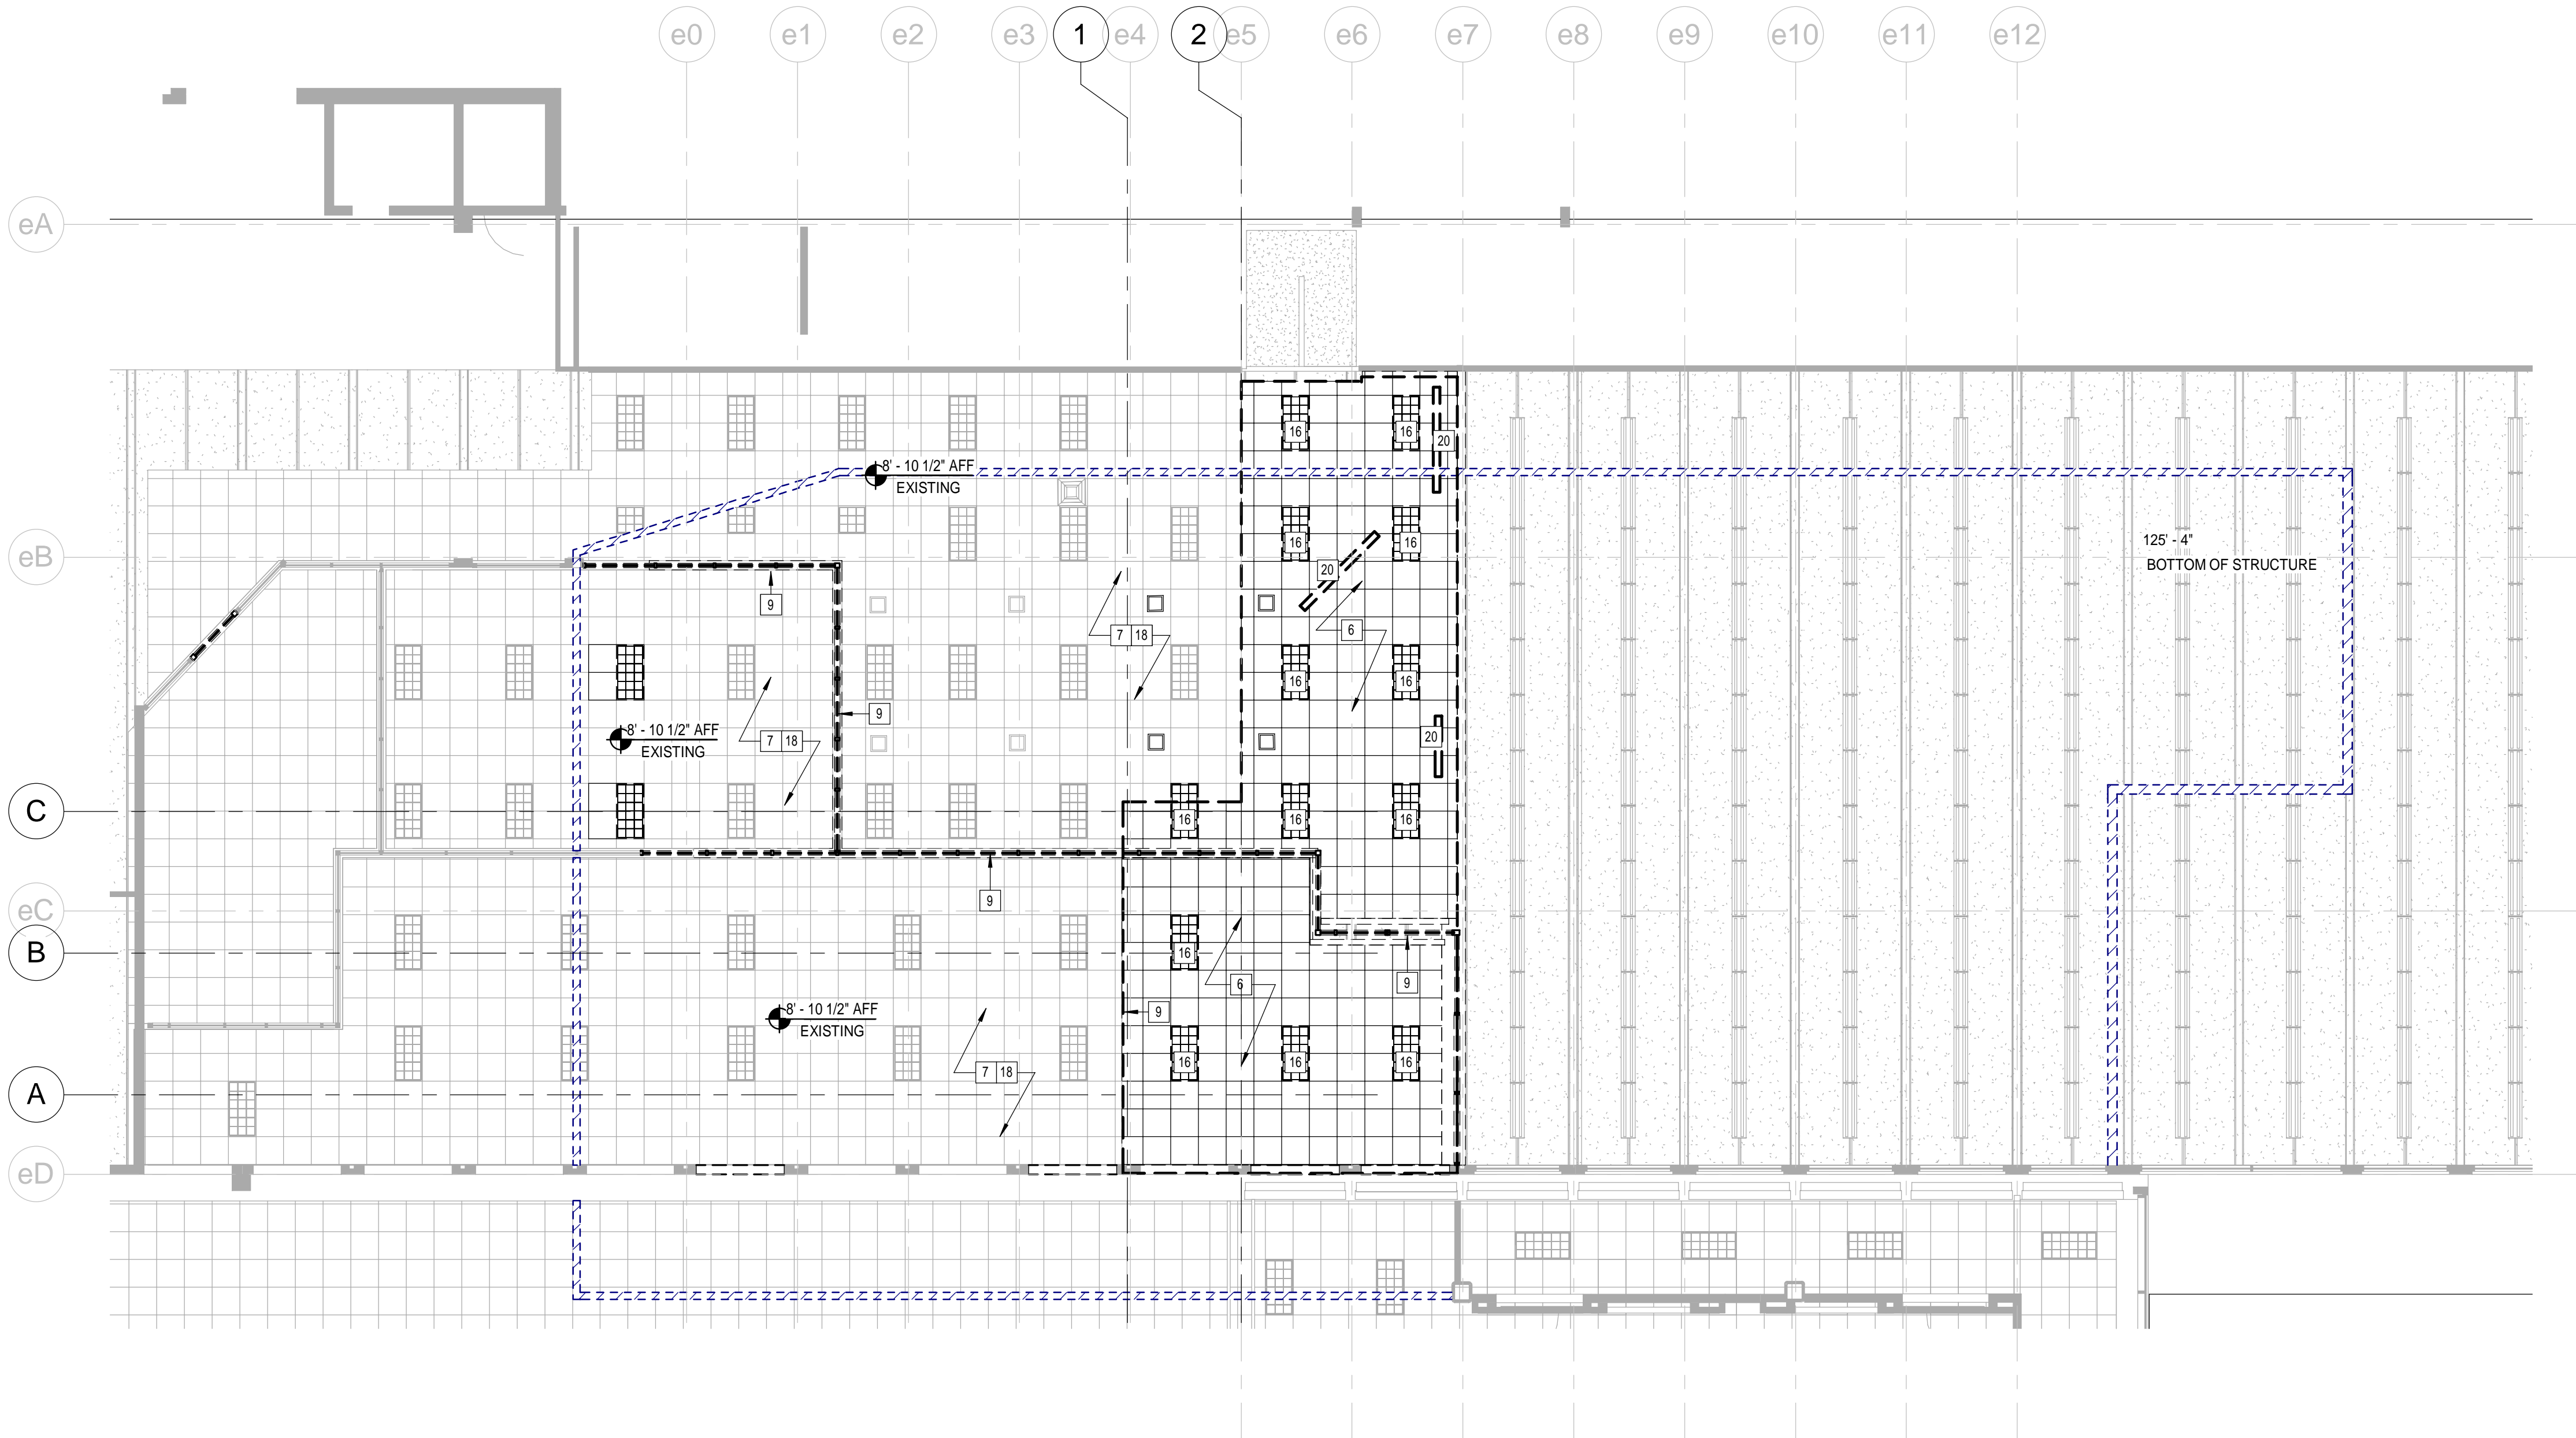 e0 e1 e2 e3 1 e4 2 e5 e6 e7 e8 e9 e10 e11 e12
eA
16 16
20
8' - 10 1/2" AFF
EXISTING
125' - 4"
BOTTOM OF STRUCTURE
eB
16 16
20
9
7 18
6
16 16
9
8' - 10 1/2" AFF
EXISTING
7 18
20
C
16 16 16
9
eC
B
16
9
6
8' - 10 1/2" AFF
EXISTING
9
16 16 16
7 18
A
eD